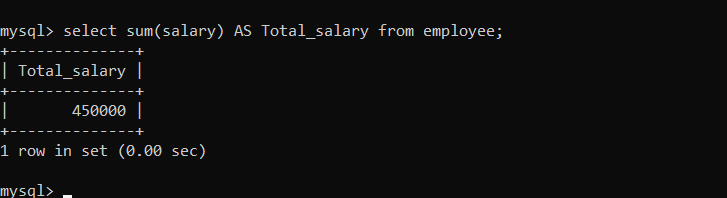 mysql> select sum(salary) AS Total_salary from employee;
+--------------+
| Total_salary |
+--------------+
|       450000 |
+--------------+
1 row in set (0.00 sec)
mysql> _